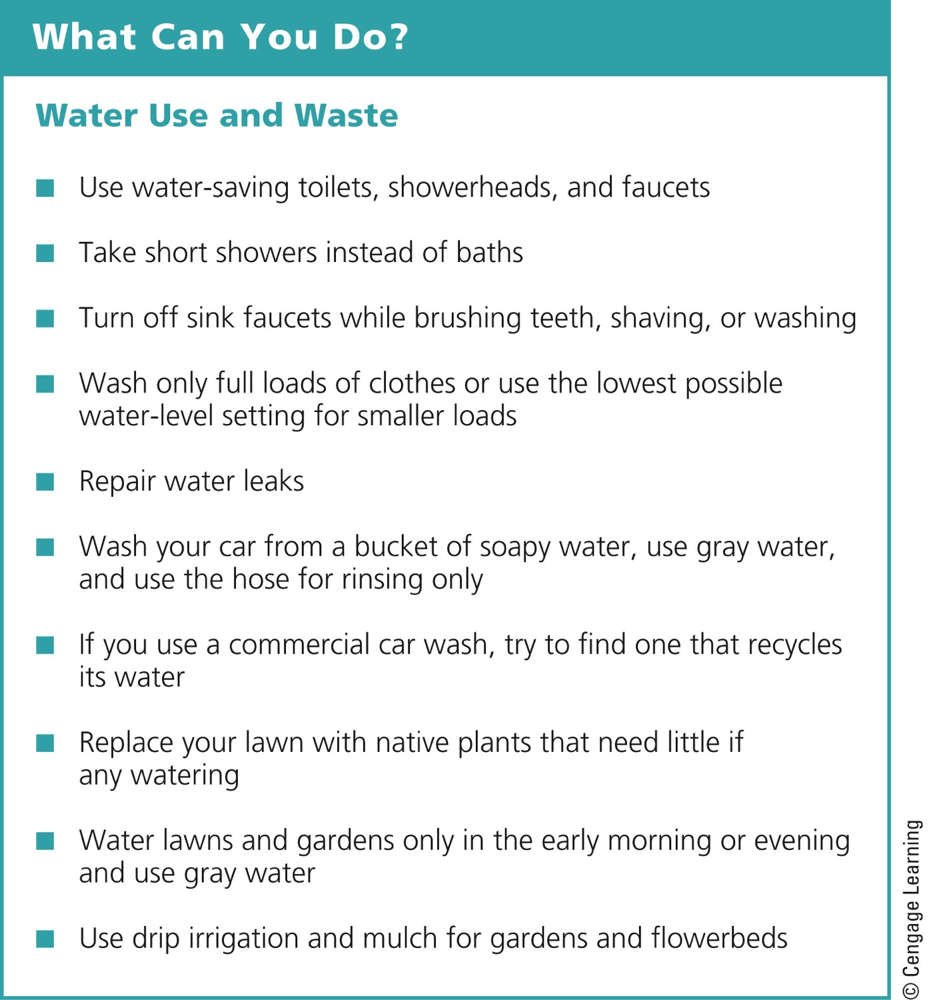 What Can You Do?
Water Use and Waste
■ Use water-saving toilets, showerheads, and faucets
■ Take short showers instead of baths
■ Turn off sink faucets while brushing teeth, shaving, or washing
■ Wash only full loads of clothes or use the lowest possible
water-level setting for smaller loads
■ Repair water leaks
■ Wash your car from a bucket of soapy water, use gray water,
and use the hose for rinsing only
■ If you use a commercial car wash, try to find one that recycles
its water
■ Replace your lawn with native plants that need little if
any watering
■ Water lawns and gardens only in the early morning or evening
and use gray water
■ Use drip irrigation and mulch for gardens and flowerbeds
© Cengage Learning